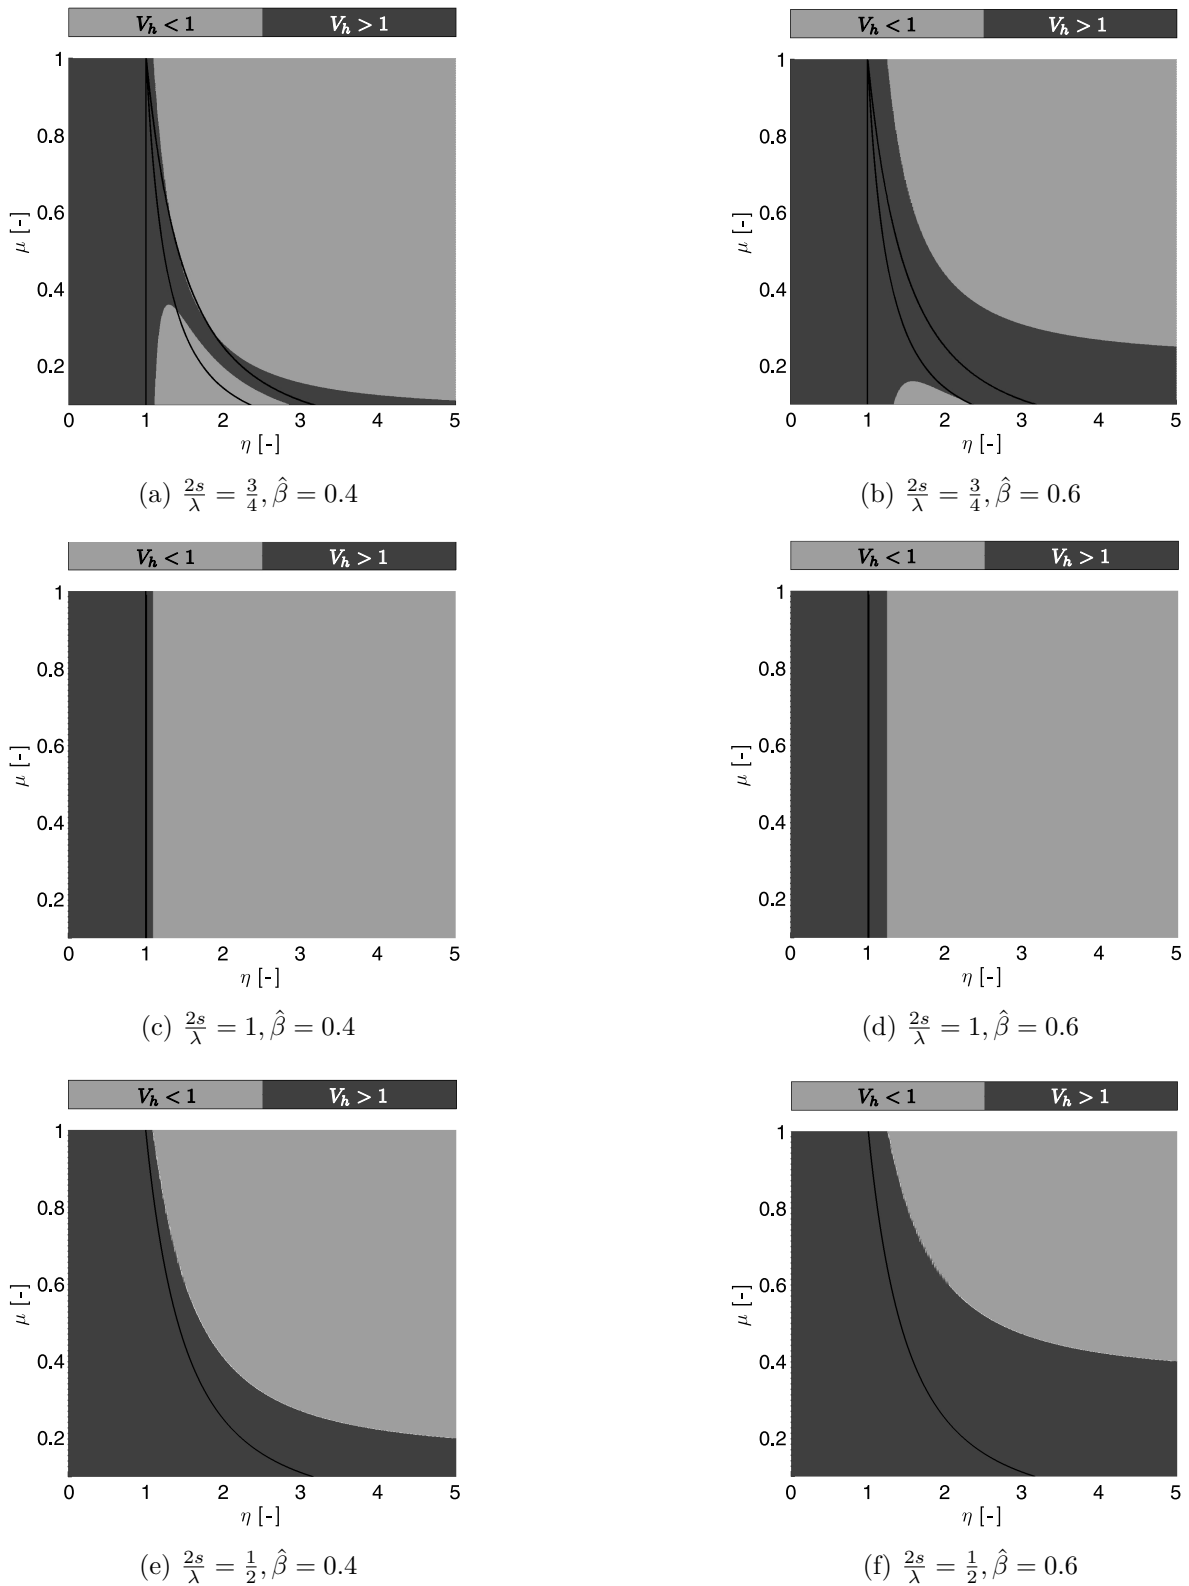 V_h < 1 V_h > 1 V_h < 1 V_h > 1
1 1
0.8 0.8
0.6 0.6
μ [-] μ [-]
0.4 0.4
0.2 0.2
0 1 2 3 4 5 0 1 2 3 4 5
η [-] η [-]
(a) 2s/λ = 3/4, β̂ = 0.4 (b) 2s/λ = 3/4, β̂ = 0.6
V_h < 1 V_h > 1 V_h < 1 V_h > 1
1 1
0.8 0.8
0.6 0.6
μ [-] μ [-]
0.4 0.4
0.2 0.2
0 1 2 3 4 5 0 1 2 3 4 5
η [-] η [-]
(c) 2s/λ = 1, β̂ = 0.4 (d) 2s/λ = 1, β̂ = 0.6
V_h < 1 V_h > 1 V_h < 1 V_h > 1
1 1
0.8 0.8
0.6 0.6
μ [-] μ [-]
0.4 0.4
0.2 0.2
0 1 2 3 4 5 0 1 2 3 4 5
η [-] η [-]
(e) 2s/λ = 1/2, β̂ = 0.4 (f) 2s/λ = 1/2, β̂ = 0.6